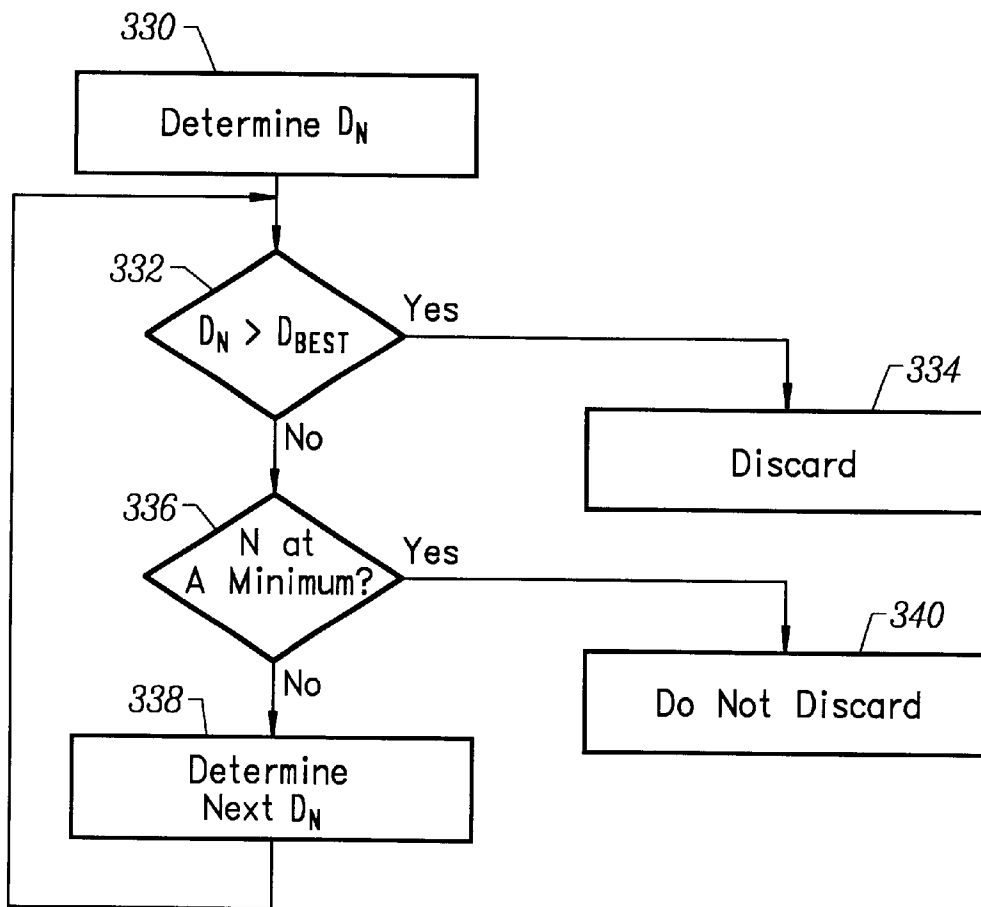 330
Determine D_N
332
D_N > D_BEST
Yes
334
Discard
No
336
N at
A Minimum?
Yes
340
Do Not Discard
No
338
Determine
Next D_N